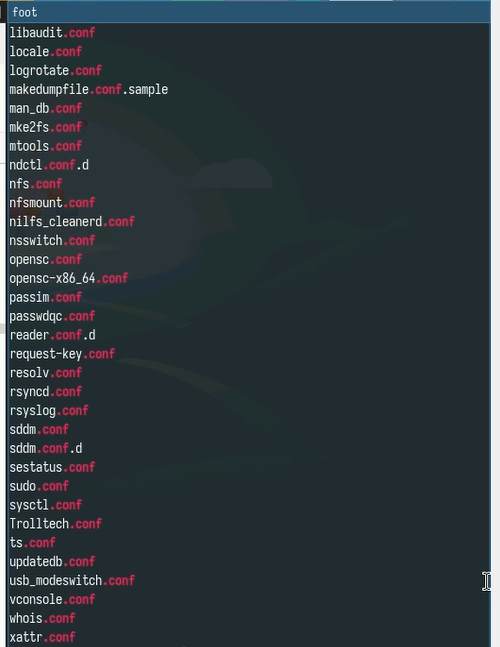 foot
libaudit.conf
locale.conf
logrotate.conf
makedumpfile.conf.sample
man_db.conf
mke2fs.conf
mtools.conf
ndctl.conf.d
nfs.conf
nfsmount.conf
nilfs_cleanerd.conf
nsswitch.conf
opensc.conf
opensc-x86_64.conf
passim.conf
passwdqc.conf
reader.conf.d
request-key.conf
resolv.conf
rsyncd.conf
rsyslog.conf
sddm.conf
sddm.conf.d
sestatus.conf
sudo.conf
sysctl.conf
Trolltech.conf
ts.conf
updatedb.conf
usb_modeswitch.conf
vconsole.conf
whois.conf
xattr.conf